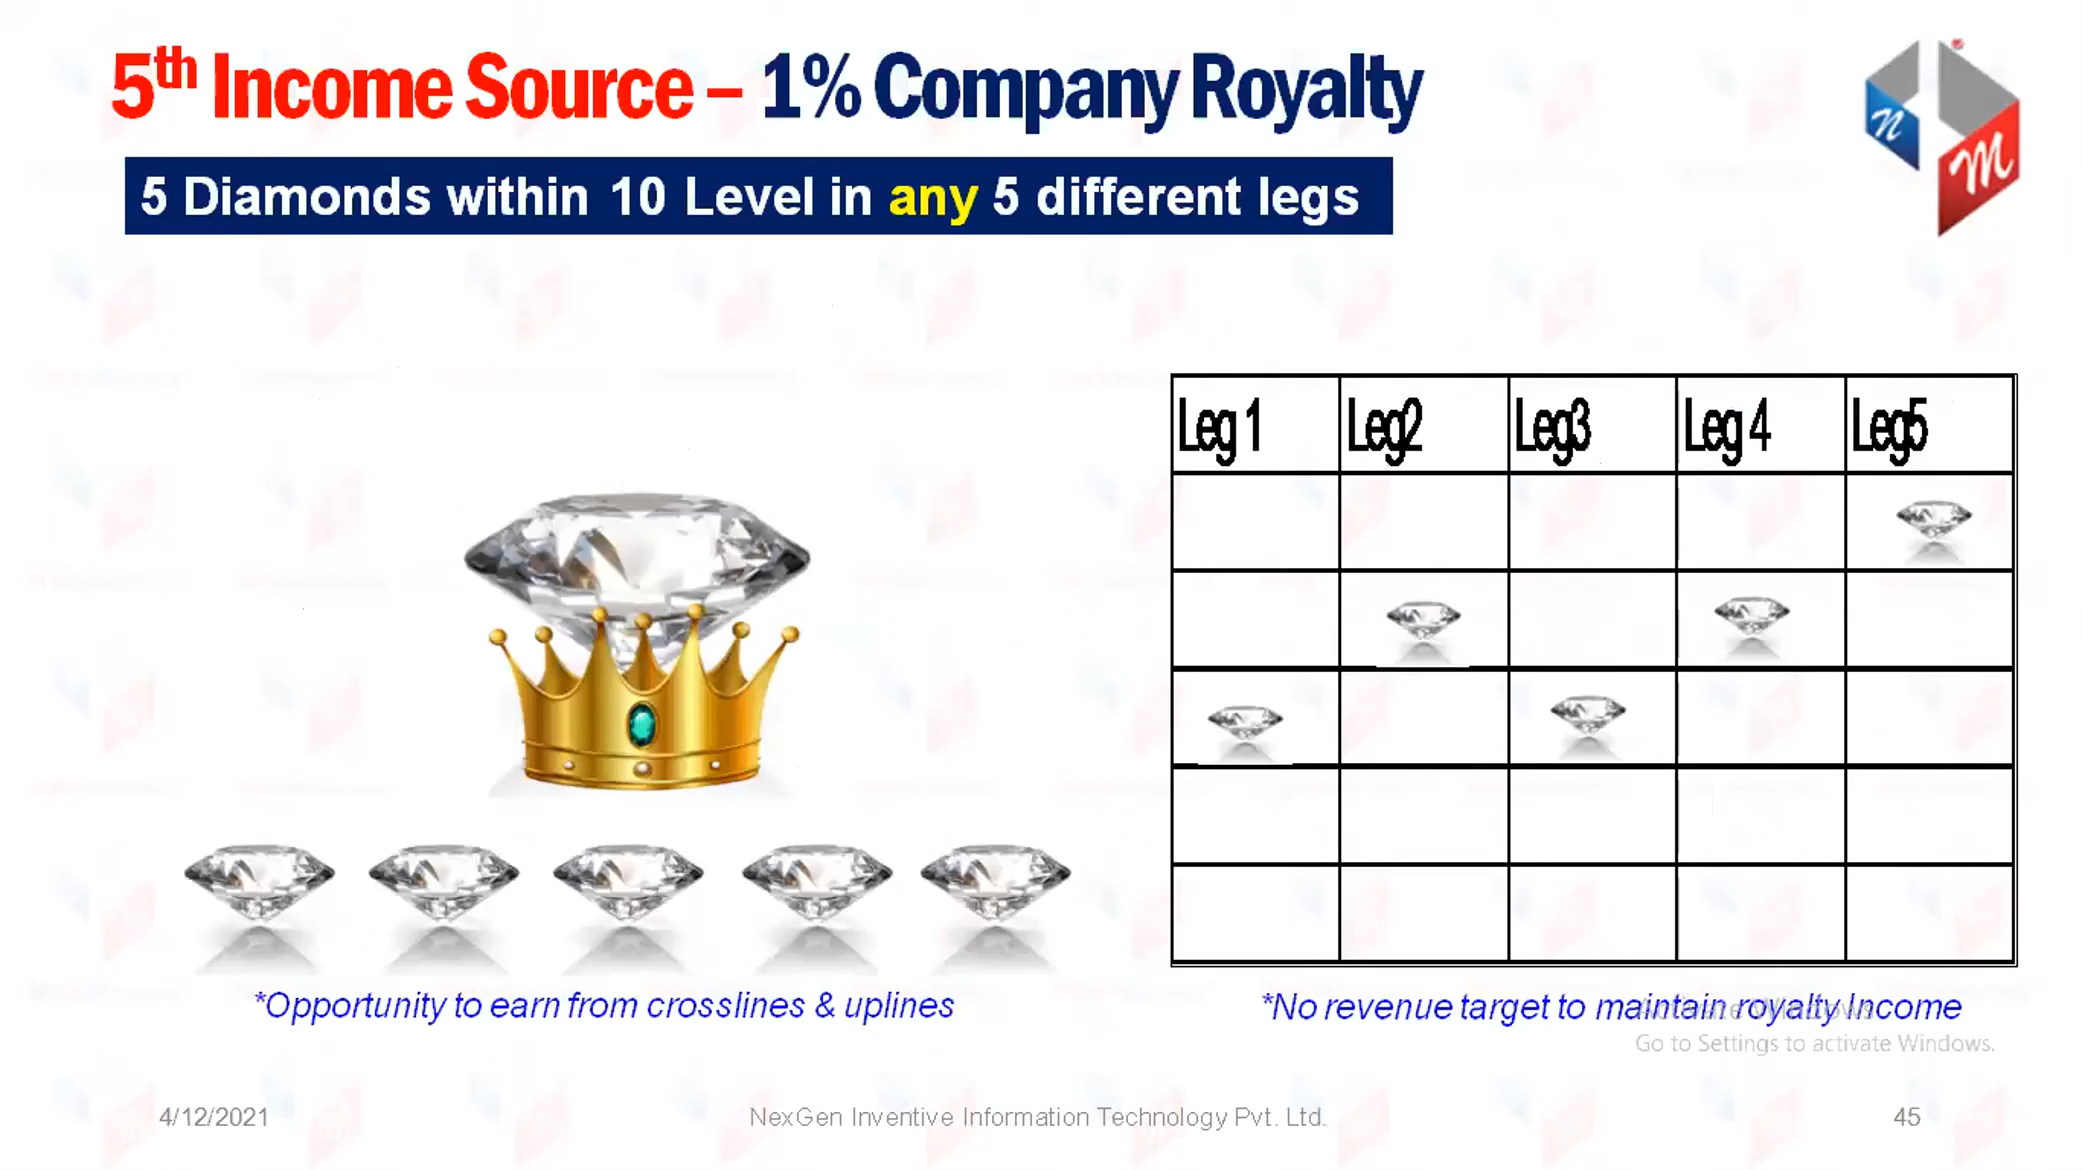 5th Income Source – 1% Company Royalty
5 Diamonds within 10 Level in any 5 different legs
n
m
Leg 1 Leg2 Leg3 Leg 4 Leg5
*Opportunity to earn from crosslines & uplines
*No revenue target to maintain royalty Income
Activate Windows
Go to Settings to activate Windows.
4/12/2021
NexGen Inventive Information Technology Pvt. Ltd.
45